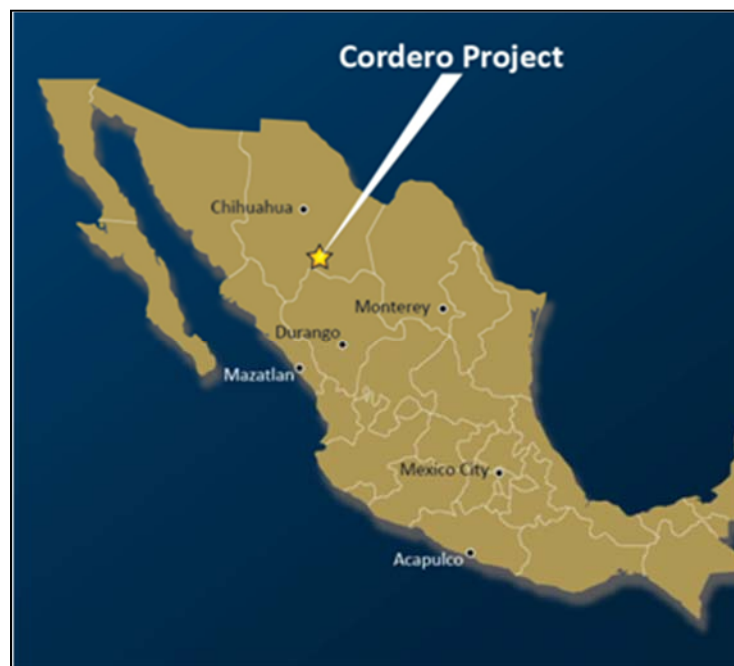 Cordero Project
Chihuahua
Monterey
Durango
Mazatlan
Mexico City
Acapulco